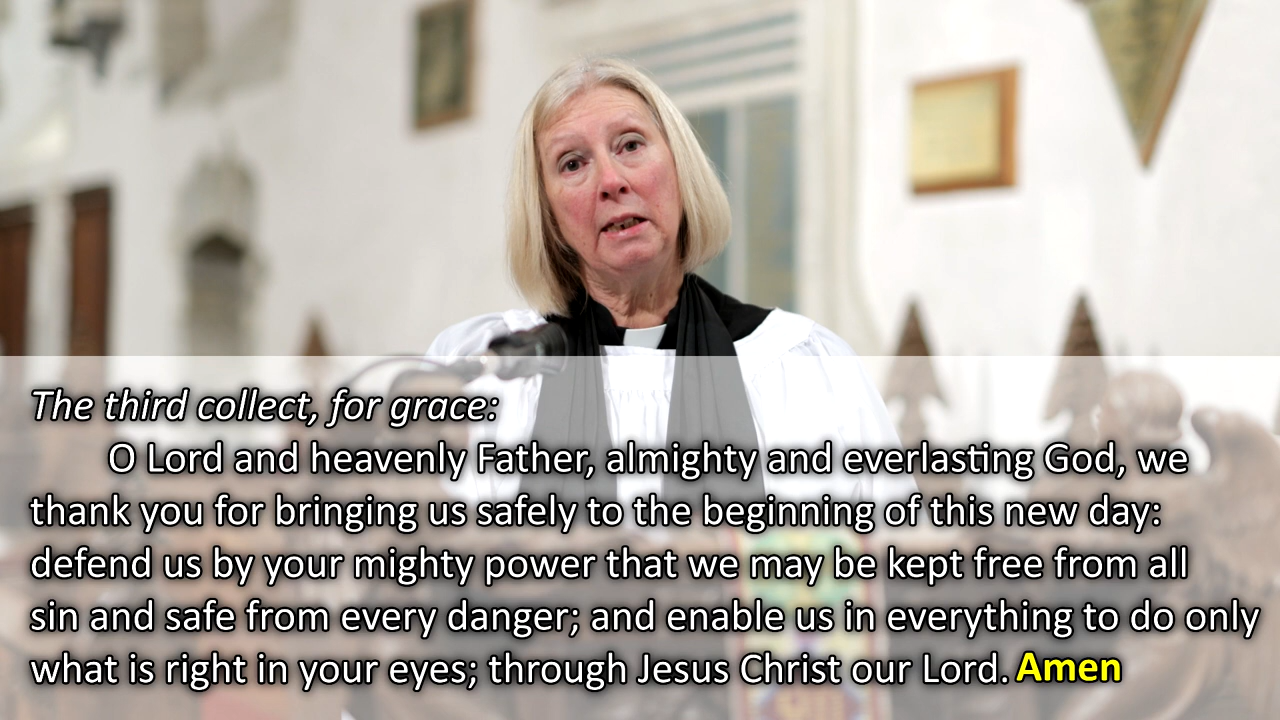 The third collect, for grace:
O Lord and heavenly Father, almighty and everlasting God, we
thank you for bringing us safely to the beginning of this new day:
defend us by your mighty power that we may be kept free from all
sin and safe from every danger; and enable us in everything to do only
what is right in your eyes; through Jesus Christ our Lord. Amen